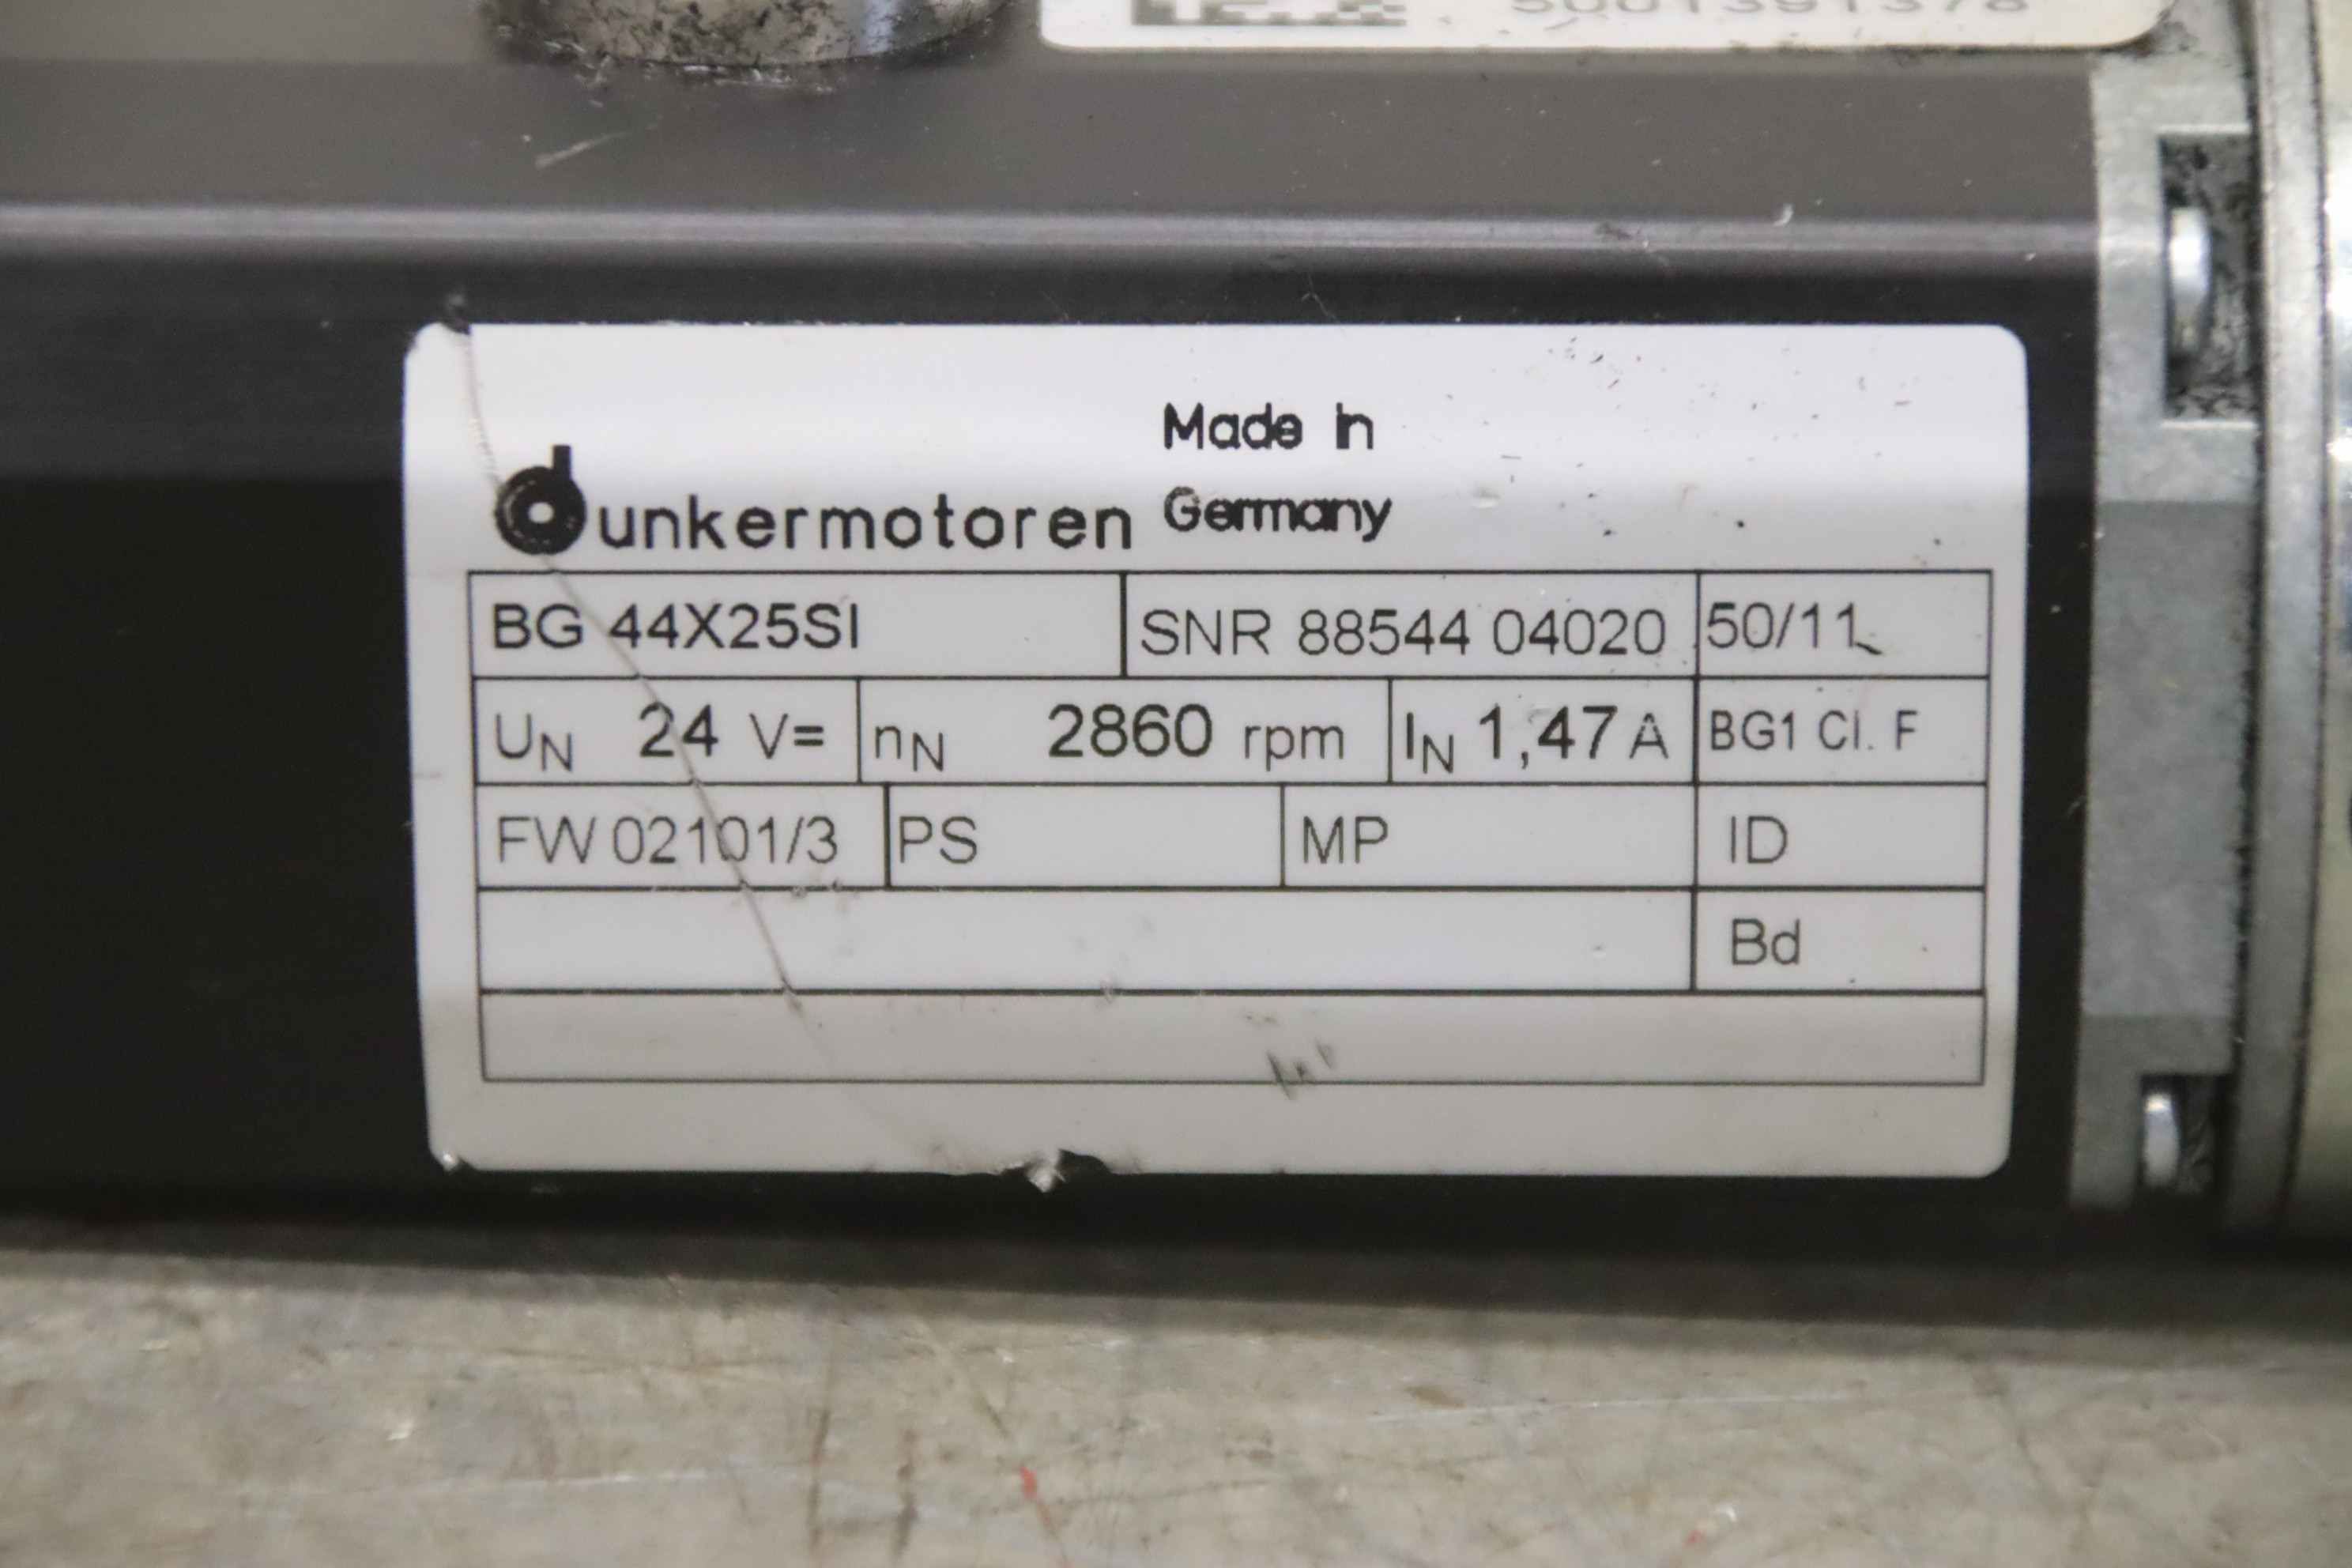 5001391378
Made in
dunkermotoren Germany
BG 44X25SI SNR 88544 04020 50/11
UN 24 V= nN 2860 rpm IN 1,47 A BG1 Cl. F
FW 02101/3 PS MP ID
Bd